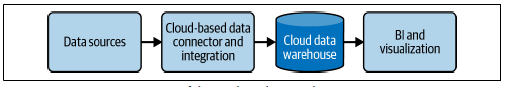 Data sources
Cloud-based data
connector and
integration
Cloud data
warehouse
BI and
visualization